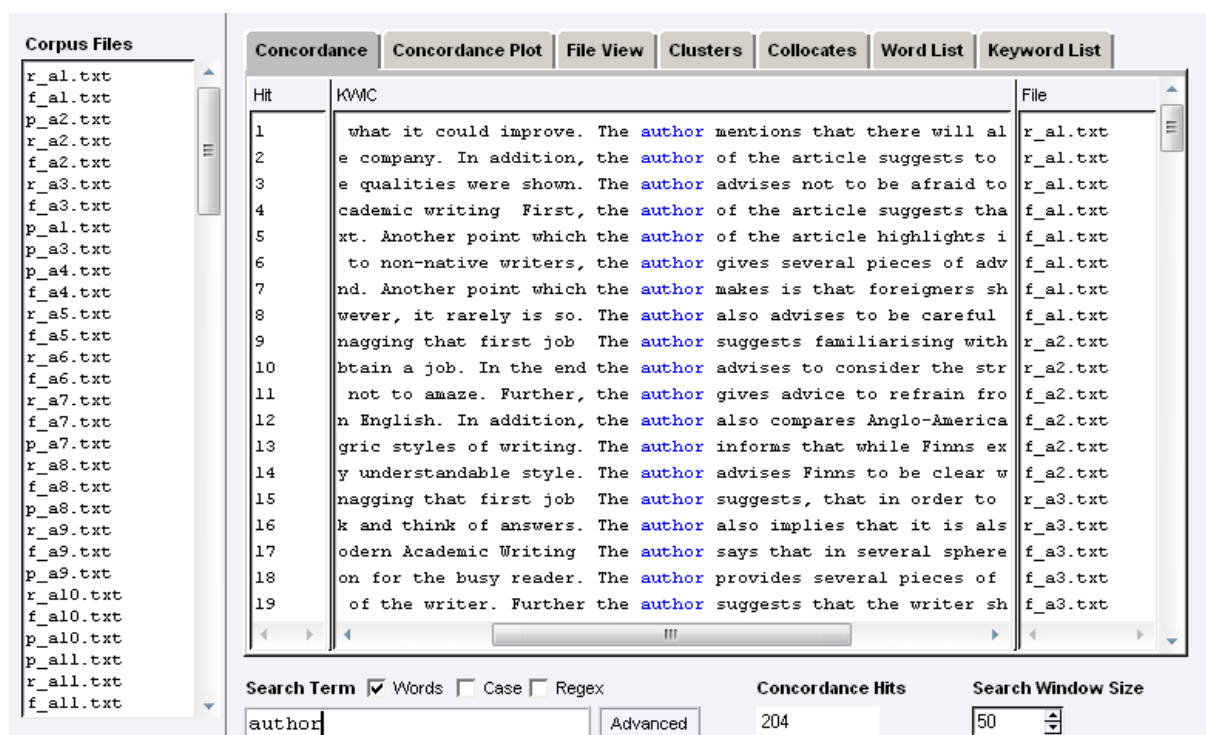 Corpus Files
r_a1.txt
f_a1.txt
p_a2.txt
r_a2.txt
f_a2.txt
r_a3.txt
f_a3.txt
p_a1.txt
p_a3.txt
p_a4.txt
f_a4.txt
r_a5.txt
f_a5.txt
r_a6.txt
f_a6.txt
r_a7.txt
f_a7.txt
p_a7.txt
r_a8.txt
f_a8.txt
p_a8.txt
r_a9.txt
f_a9.txt
p_a9.txt
r_a10.txt
f_a10.txt
p_a10.txt
p_a11.txt
r_a11.txt
f_a11.txt
Concordance Concordance Plot File View Clusters Collocates Word List Keyword List
Hit KWIC File
1 what it could improve. The author mentions that there will al r_a1.txt
2 e company. In addition, the author of the article suggests to r_a1.txt
3 e qualities were shown. The author advises not to be afraid to r_a1.txt
4 cademic writing First, the author of the article suggests tha f_a1.txt
5 xt. Another point which the author of the article highlights i f_a1.txt
6 to non-native writers, the author gives several pieces of adv f_a1.txt
7 nd. Another point which the author makes is that foreigners sh f_a1.txt
8 wever, it rarely is so. The author also advises to be careful f_a1.txt
9 nagging that first job The author suggests familiarising with r_a2.txt
10 btain a job. In the end the author advises to consider the str r_a2.txt
11 not to amaze. Further, the author gives advice to refrain fro f_a2.txt
12 n English. In addition, the author also compares Anglo-America f_a2.txt
13 gric styles of writing. The author informs that while Finns ex f_a2.txt
14 y understandable style. The author advises Finns to be clear w f_a2.txt
15 nagging that first job The author suggests, that in order to r_a3.txt
16 k and think of answers. The author also implies that it is als r_a3.txt
17 odern Academic Writing The author says that in several sphere f_a3.txt
18 on for the busy reader. The author provides several pieces of f_a3.txt
19 of the writer. Further the author suggests that the writer sh f_a3.txt
Search Term Words Case Regex Concordance Hits Search Window Size
author Advanced 204 50